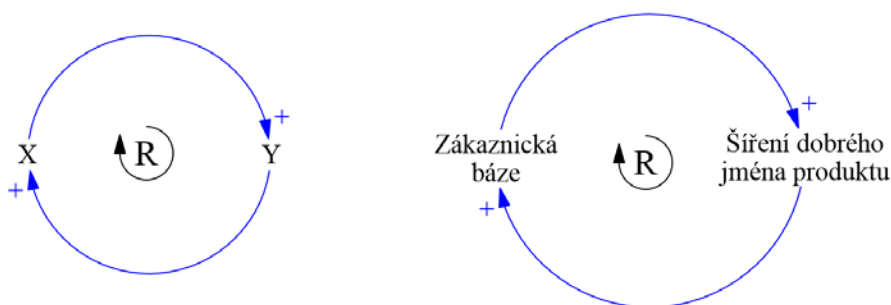 +
X
R
Y
+
+
Zákaznická
báze
R
Šíření dobrého
jména produktu
+